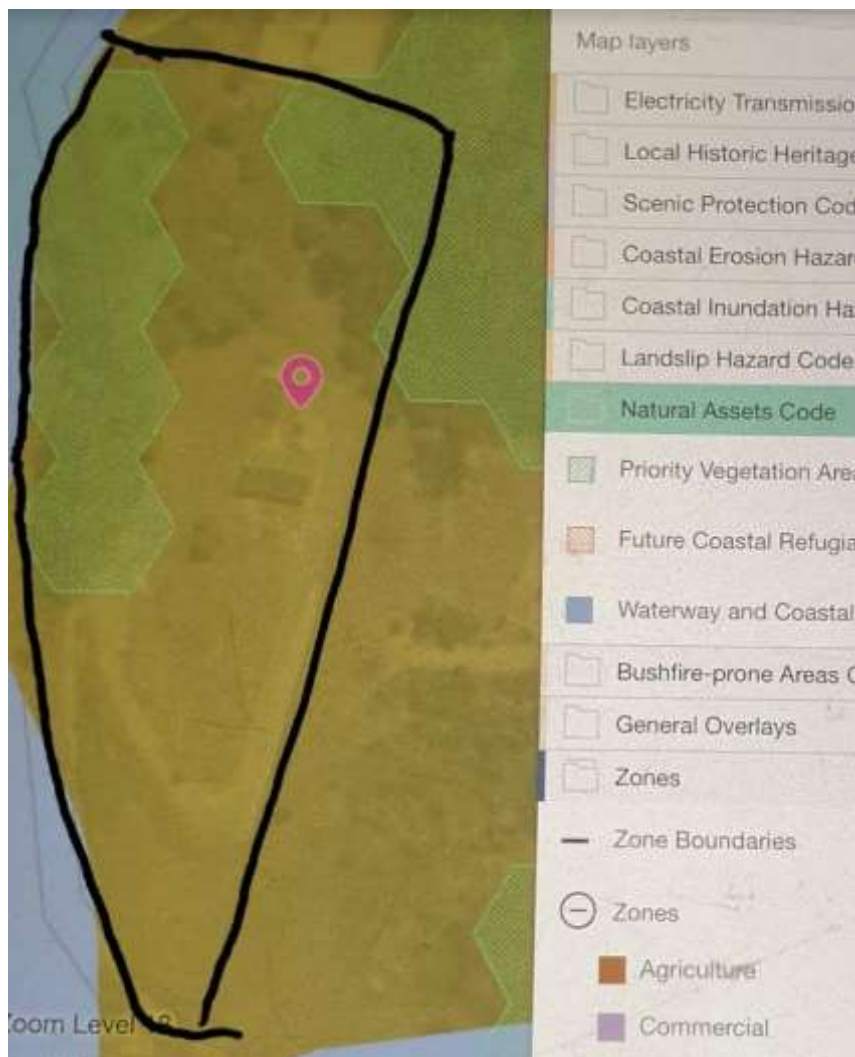 Map layers
Electricity Transmissio
Local Historic Heritage
Scenic Protection Cod
Coastal Erosion Hazar
Coastal Inundation Ha
Landslip Hazard Code
Natural Assets Code
Priority Vegetation Area
Future Coastal Refugia
Waterway and Coastal
Bushfire-prone Areas C
General Overlays
Zones
Zone Boundaries
Zones
Agriculture
Commercial
Zoom Level 18